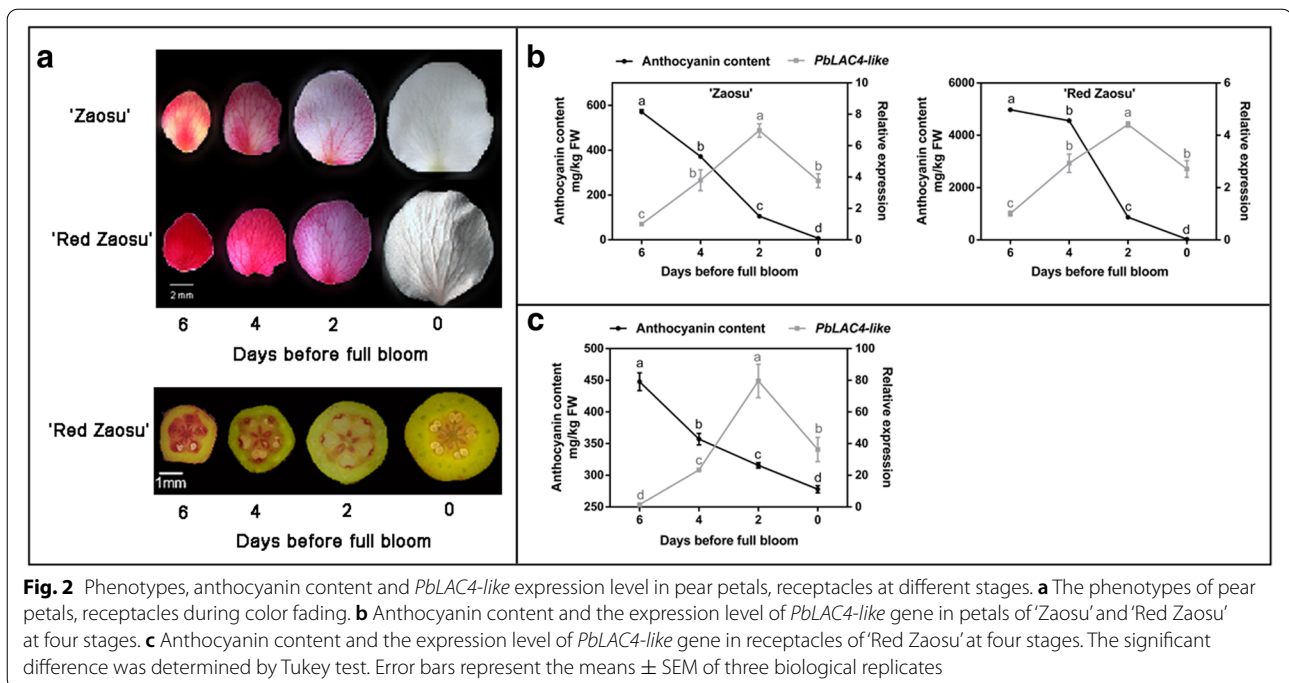 a
'Zaosu'
'Red Zaosu'
2 mm
6 4 2 0
Days before full bloom
'Red Zaosu'
1mm
6 4 2 0
Days before full bloom
b
Anthocyanin content PbLAC4-like
'Zaosu'
Anthocyanin content
mg/kg FW
600
400
200
0
10
8
6
4
2
0
Relative expression
a
b
c
d
a
b
b
c
6 4 2 0
Days before full bloom
'Red Zaosu'
Anthocyanin content
mg/kg FW
6000
4000
2000
0
6
4
2
0
Relative expression
a
b
c
d
a
b
b
c
6 4 2 0
Days before full bloom
c
Anthocyanin content PbLAC4-like
Anthocyanin content
mg/kg FW
500
450
400
350
300
250
100
80
60
40
20
0
Relative expression
a
b
c
d
a
b
c
d
6 4 2 0
Days before full bloom
Fig. 2 Phenotypes, anthocyanin content and PbLAC4-like expression level in pear petals, receptacles at different stages. a The phenotypes of pear
petals, receptacles during color fading. b Anthocyanin content and the expression level of PbLAC4-like gene in petals of 'Zaosu' and 'Red Zaosu'
at four stages. c Anthocyanin content and the expression level of PbLAC4-like gene in receptacles of 'Red Zaosu' at four stages. The significant
difference was determined by Tukey test. Error bars represent the means ± SEM of three biological replicates